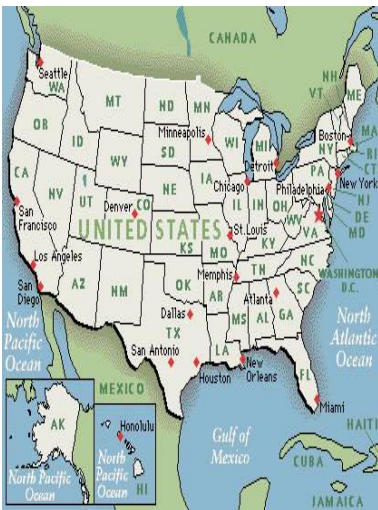 CANADA
Seattle
WA
MT
ND
MN
NH
VT
ME
OR
ID
Minneapolis
WI
MI
Boston
MA
NY
RI
WY
SD
Detroit
CT
CA
NV
NE
IA
Chicago
PA
Philadelphia
New York
UT
Denver
CO
IL
IN
OH
NJ
WV
DE
San
Francisco
UNITED STATES
St. Louis
VA
MD
KS
MO
KY
Los Angeles
NC
WASHINGTON
D.C.
AZ
NM
OK
Memphis
TN
San
Diego
AR
Atlanta
SC
Dallas
MS
AL
GA
North
Pacific
Ocean
North
Atlantic
Ocean
TX
San Antonio
LA
Houston
New
Orleans
FL
MEXICO
Miami
AK
Honolulu
Gulf of
Mexico
HAITI
North Pacific
Ocean
North
Pacific
Ocean
HI
CUBA
JAMAICA